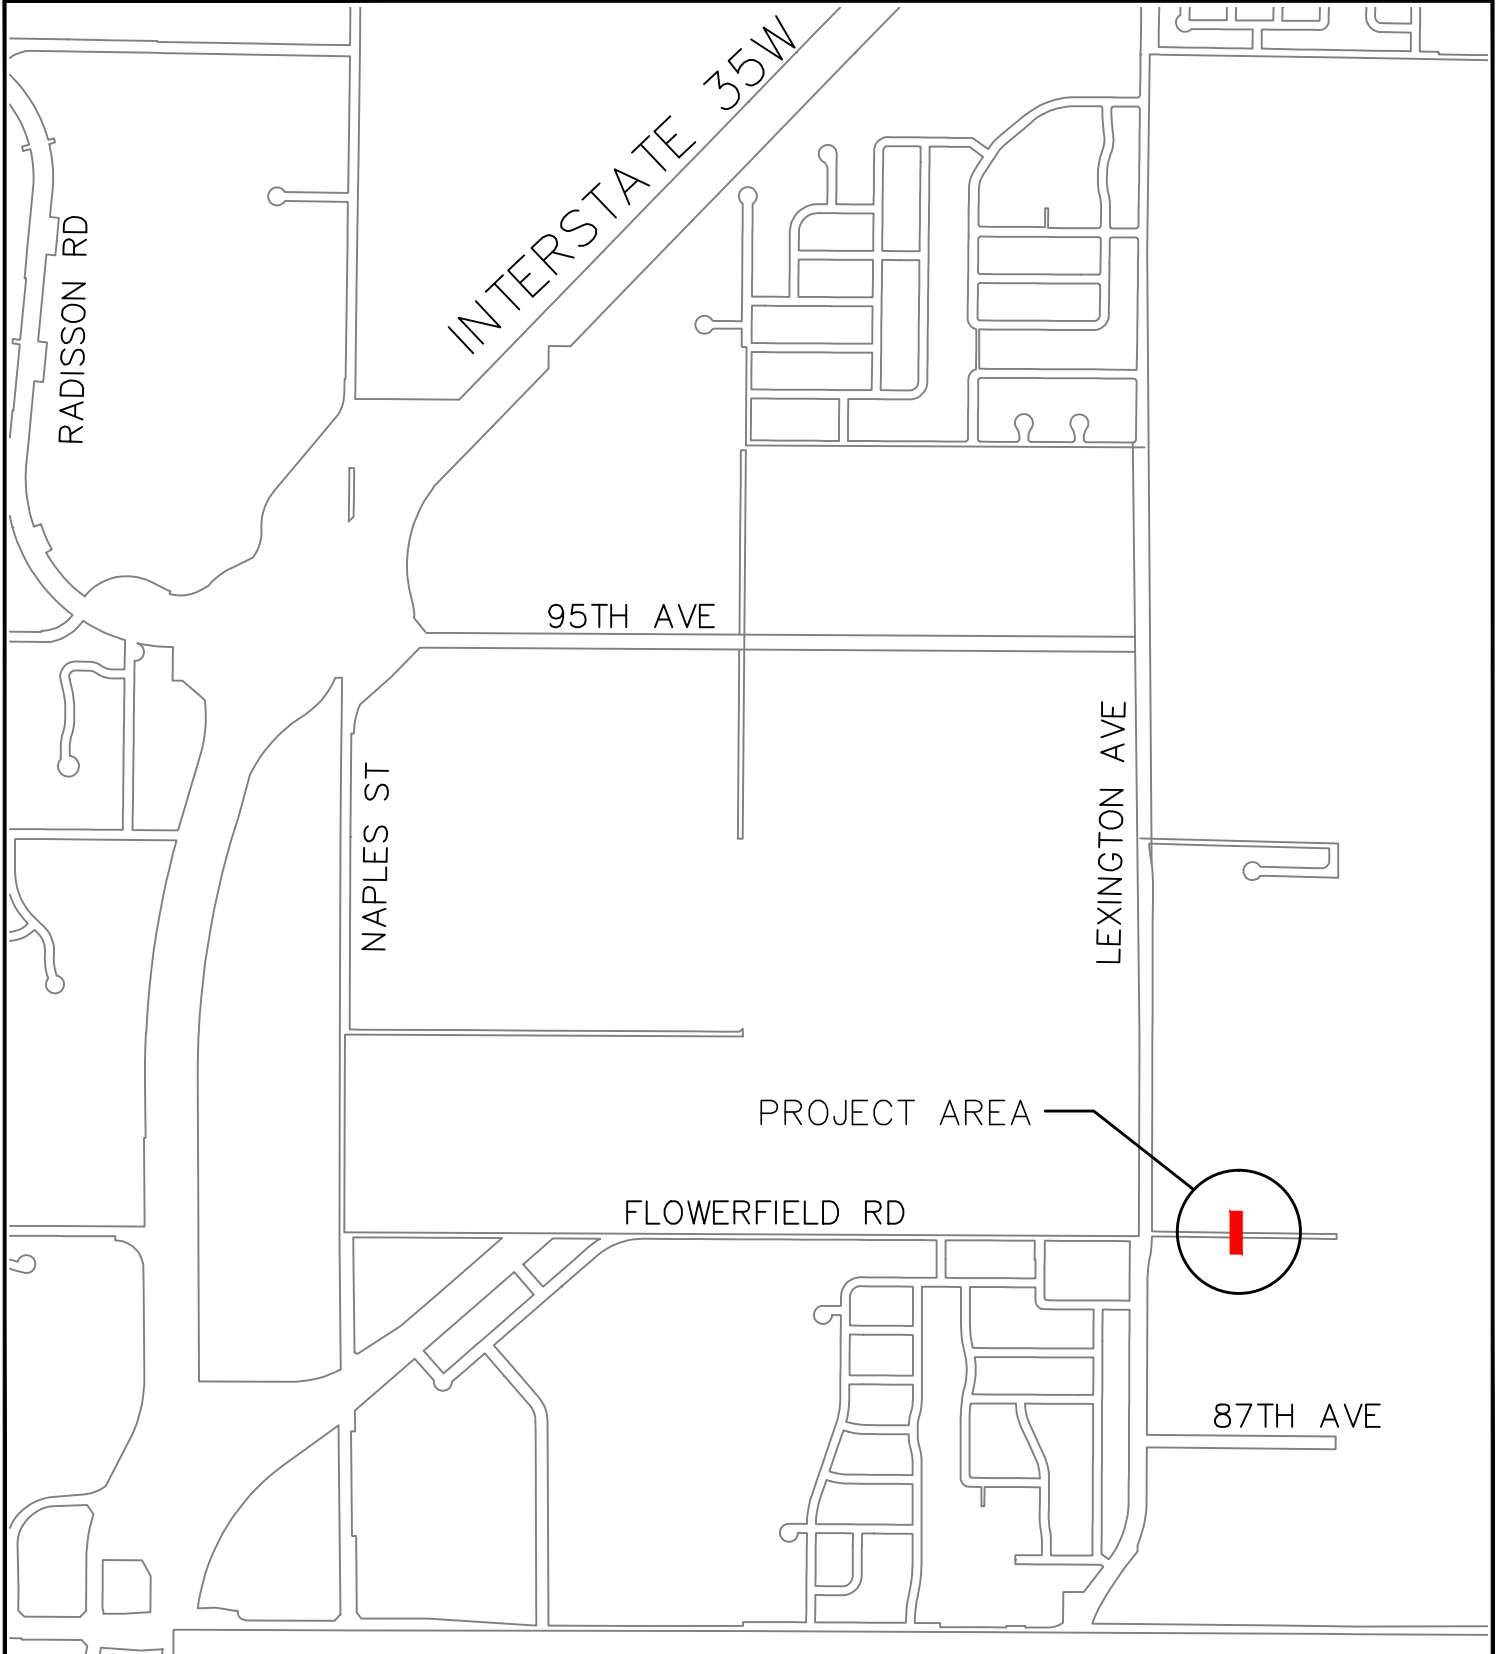 INTERSTATE 35W
RADISSON RD
95TH AVE
LEXINGTON AVE
NAPLES ST
PROJECT AREA
FLOWERFIELD RD
87TH AVE